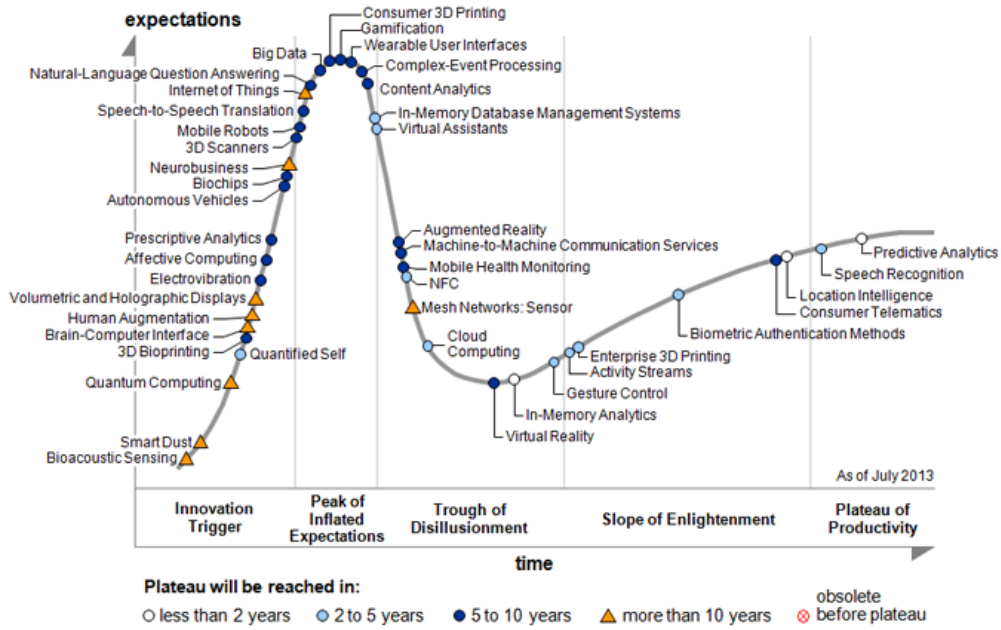 expectations
Consumer 3D Printing
Gamification
Wearable User Interfaces
Big Data
Complex-Event Processing
Natural-Language Question Answering
Content Analytics
Internet of Things
In-Memory Database Management Systems
Speech-to-Speech Translation
Virtual Assistants
Mobile Robots
3D Scanners
Neurobusiness
Biochips
Autonomous Vehicles
Augmented Reality
Prescriptive Analytics
Machine-to-Machine Communication Services
Predictive Analytics
Affective Computing
Mobile Health Monitoring
Speech Recognition
Electrovibration
NFC
Location Intelligence
Volumetric and Holographic Displays
Mesh Networks: Sensor
Consumer Telematics
Human Augmentation
Brain-Computer Interface
Biometric Authentication Methods
3D Bioprinting
Cloud
Computing
Quantified Self
Enterprise 3D Printing
Activity Streams
Quantum Computing
Gesture Control
In-Memory Analytics
Virtual Reality
Smart Dust
Bioacoustic Sensing
As of July 2013
Innovation
Trigger
Peak of
Inflated
Expectations
Trough of
Disillusionment
Slope of Enlightenment
Plateau of
Productivity
time
Plateau will be reached in:
less than 2 years
2 to 5 years
5 to 10 years
more than 10 years
obsolete
before plateau